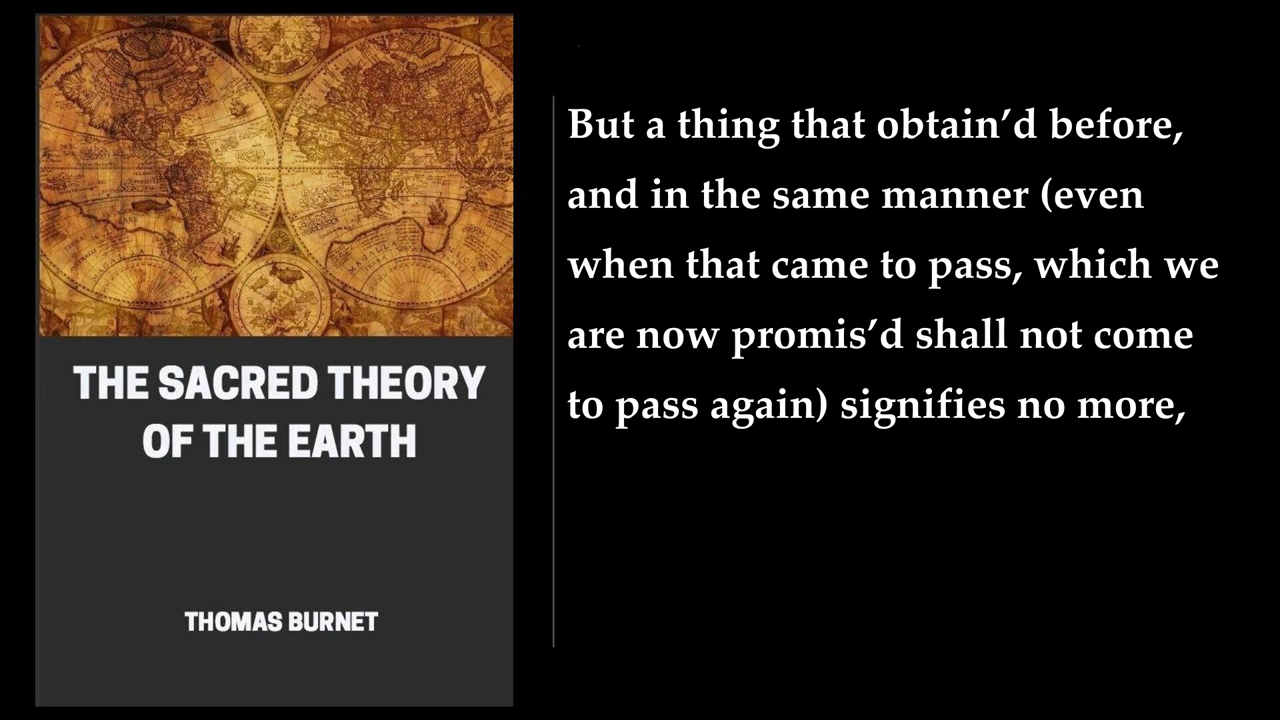 THE SACRED THEORY
OF THE EARTH
THOMAS BURNET
But a thing that obtain’d before,
and in the same manner (even
when that came to pass, which we
are now promis’d shall not come
to pass again) signifies no more,